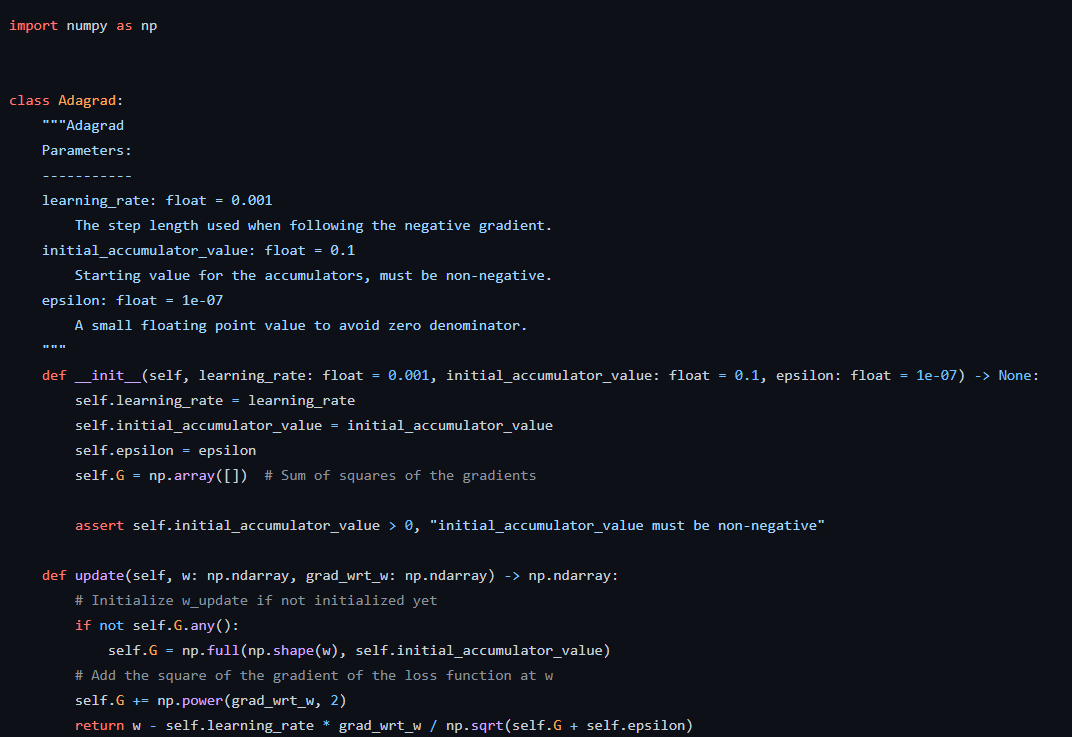 import numpy as np
class Adagrad:
    """Adagrad
    Parameters:
    -----------
    learning_rate: float = 0.001
        The step length used when following the negative gradient.
    initial_accumulator_value: float = 0.1
        Starting value for the accumulators, must be non-negative.
    epsilon: float = 1e-07
        A small floating point value to avoid zero denominator.
    """
    def __init__(self, learning_rate: float = 0.001, initial_accumulator_value: float = 0.1, epsilon: float = 1e-07) -> None:
        self.learning_rate = learning_rate
        self.initial_accumulator_value = initial_accumulator_value
        self.epsilon = epsilon
        self.G = np.array([])  # Sum of squares of the gradients
        assert self.initial_accumulator_value > 0, "initial_accumulator_value must be non-negative"
    def update(self, w: np.ndarray, grad_wrt_w: np.ndarray) -> np.ndarray:
        # Initialize w_update if not initialized yet
        if not self.G.any():
            self.G = np.full(np.shape(w), self.initial_accumulator_value)
        # Add the square of the gradient of the loss function at w
        self.G += np.power(grad_wrt_w, 2)
        return w - self.learning_rate * grad_wrt_w / np.sqrt(self.G + self.epsilon)